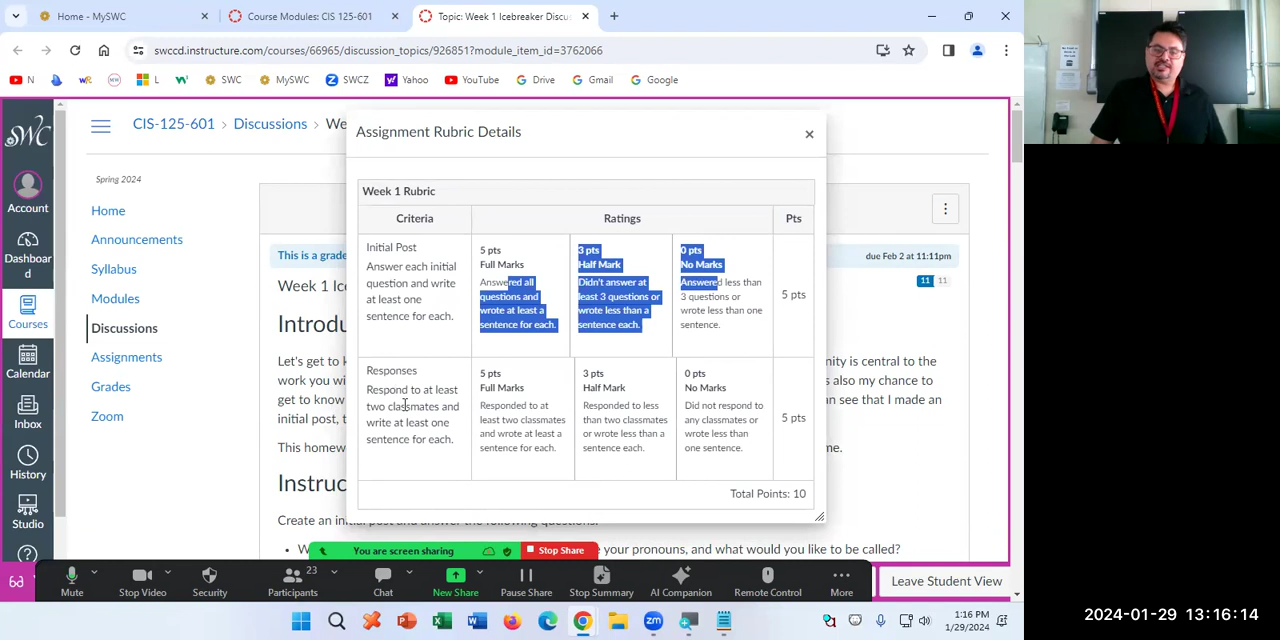 Home - MySWC
Course Modules: CIS 125-601
Topic: Week 1 Icebreaker Discu
swccd.instructure.com/courses/66965/discussion_topics/926851?module_item_id=3762066
N
L
SWC
MySWC
SWCZ
Yahoo
YouTube
Drive
Gmail
Google
SWC
Account
Dashboar
d
Courses
Calendar
Inbox
History
Studio
CIS-125-601 › Discussions › We
Spring 2024
Home
Announcements
Syllabus
Modules
Discussions
Assignments
Grades
Zoom
This is a grade
due Feb 2 at 11:11pm
11 11
Week 1 Ice
Introdu
Let's get to k
nity is central to the
work you wi
s also my chance to
get to know
an see that I made an
initial post, t
This homew
me.
Instruc
Create an initial post and answer the following questions:
• W
e your pronouns, and what would you like to be called?
Assignment Rubric Details
Week 1 Rubric
Criteria
Ratings
Pts
Initial Post
Answer each initial
question and write
at least one
sentence for each.
5 pts
Full Marks
Answered all
questions and
wrote at least a
sentence for each.
3 pts
Half Mark
Didn't answer at
least 3 questions or
wrote less than a
sentence each.
0 pts
No Marks
Answered less than
3 questions or
wrote less than one
sentence.
5 pts
Responses
Respond to at least
two classmates and
write at least one
sentence for each.
5 pts
Full Marks
Responded to at
least two classmates
and wrote at least a
sentence for each.
3 pts
Half Mark
Responded to less
than two classmates
or wrote less than a
sentence each.
0 pts
No Marks
Did not respond to
any classmates or
wrote less than
one sentence.
5 pts
Total Points: 10
You are screen sharing
Stop Share
Mute
Stop Video
Security
23
Participants
Chat
New Share
Pause Share
Stop Summary
AI Companion
Remote Control
More
Leave Student View
1:16 PM
1/29/2024
2024-01-29 13:16:14